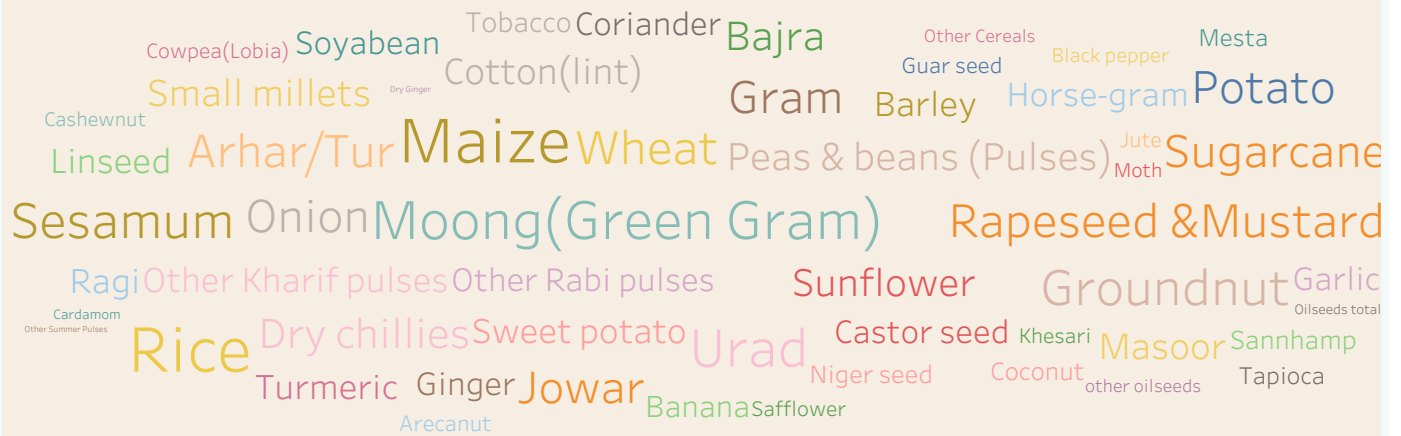 Tobacco Coriander Bajra Other Cereals Mesta
Cowpea(Lobia) Soyabean Cotton(lint) Guar seed Black pepper
Small millets Dry Ginger Gram Barley Horse-gram Potato
Cashewnut
Linseed Arhar/Tur Maize Wheat Peas & beans (Pulses) Jute Moth Sugarcane
Sesamum Onion Moong(Green Gram) Rapeseed &Mustard
Ragi Other Kharif pulses Other Rabi pulses Sunflower Groundnut Garlic
Cardamom Oilseeds total
Other Summer Pulses
Rice Dry chillies Sweet potato Urad Castor seed Khesari Masoor Sannhamp
Turmeric Ginger Jowar Niger seed Coconut other oilseeds Tapioca
Banana Safflower
Arecanut